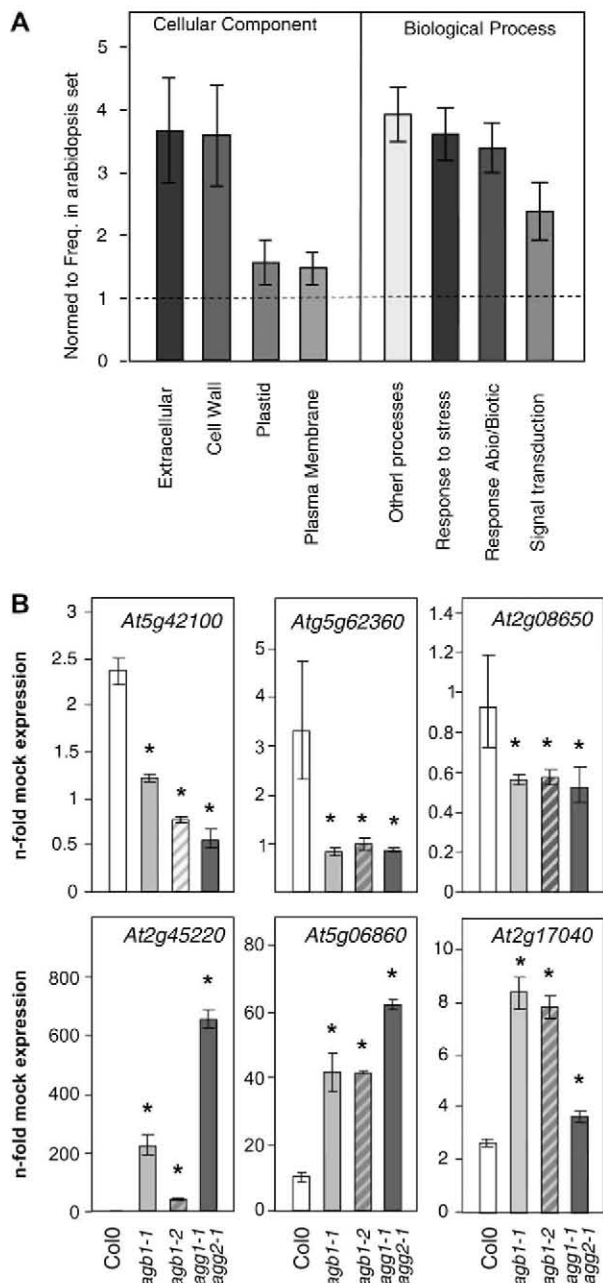 A
Cellular Component
Biological Process
Normed to Freq. in arabidopsis set
5
4
3
2
1
0
Extracellular
Cell Wall
Plastid
Plasma Membrane
Otherl processes
Response to stress
Response Abio/Biotic
Signal transduction
B
n-fold mock expression
At5g42100
3
2.5
2
1.5
1
0.5
0
* * *
Atg5g62360
5
4
3
2
1
* * *
At2g08650
1.4
1.2
1
0.8
0.6
0.4
0.2
0
* * *
n-fold mock expression
At2g45220
800
600
400
200
0
* * *
Col0
agb1-1
agb1-2
agg1-1
agg2-1
At5g06860
80
60
40
20
0
* * *
Col0
agb1-1
agb1-2
agg1-1
agg2-1
At2g17040
10
8
6
4
2
0
* * *
Col0
agb1-1
agb1-2
agg1-1
agg2-1